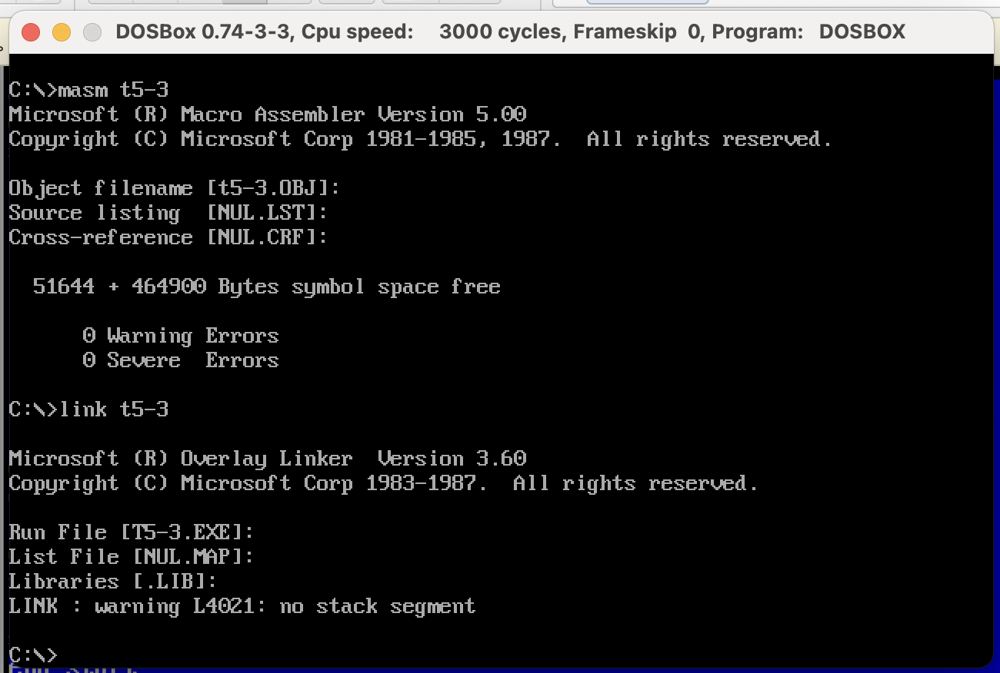 DOSBox 0.74-3-3, Cpu speed:    3000 cycles, Frameskip  0, Program:   DOSBOX
C:\>masm t5-3
Microsoft (R) Macro Assembler Version 5.00
Copyright (C) Microsoft Corp 1981-1985, 1987.  All rights reserved.
Object filename [t5-3.OBJ]:
Source listing  [NUL.LST]:
Cross-reference [NUL.CRF]:
  51644 + 464900 Bytes symbol space free
      0 Warning Errors
      0 Severe  Errors
C:\>link t5-3
Microsoft (R) Overlay Linker  Version 3.60
Copyright (C) Microsoft Corp 1983-1987.  All rights reserved.
Run File [T5-3.EXE]:
List File [NUL.MAP]:
Libraries [.LIB]:
LINK : warning L4021: no stack segment
C:\>